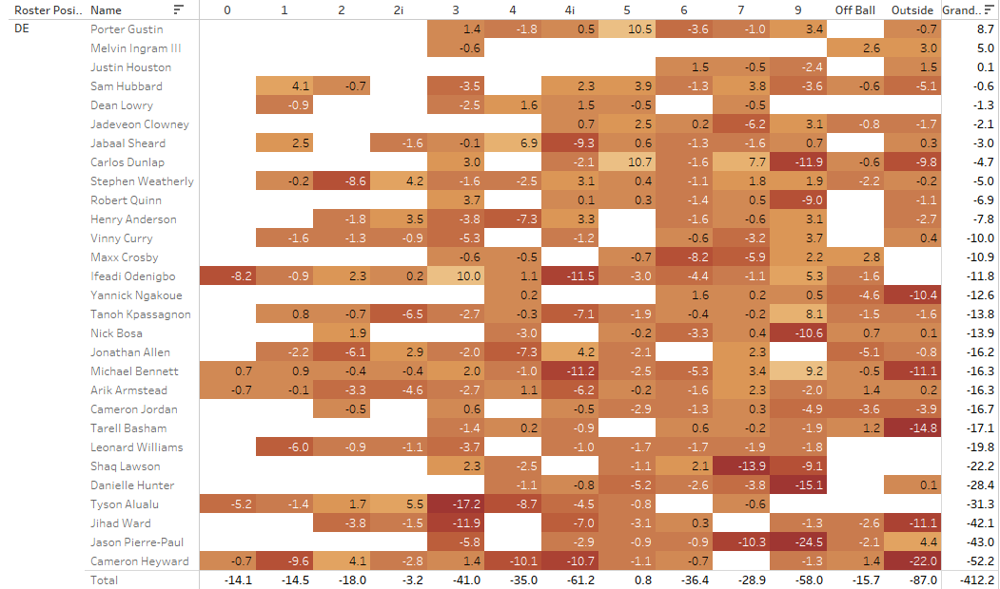 Roster Posi.. Name 0 1 2 2i 3 4 4i 5 6 7 9 Off Ball Outside Grand..
DE Porter Gustin 1.4 -1.8 0.5 10.5 -3.6 -1.0 3.4 -0.7 8.7
Melvin Ingram III -0.6 2.6 3.0 5.0
Justin Houston 1.5 -0.5 -2.4 1.5 0.1
Sam Hubbard 4.1 -0.7 -3.5 2.3 3.9 -1.3 3.8 -3.6 -0.6 -5.1 -0.6
Dean Lowry -0.9 -2.5 1.6 1.5 -0.5 -0.5 -1.3
Jadeveon Clowney 0.7 2.5 0.2 -6.2 3.1 -0.8 -1.7 -2.1
Jabaal Sheard 2.5 -1.6 -0.1 6.9 -9.3 0.6 -1.3 -1.6 0.7 0.3 -3.0
Carlos Dunlap 3.0 -2.1 10.7 -1.6 7.7 -11.9 -0.6 -9.8 -4.7
Stephen Weatherly -0.2 -8.6 4.2 -1.6 -2.5 3.1 0.4 -1.1 1.8 1.9 -2.2 -0.2 -5.0
Robert Quinn 3.7 0.1 0.3 -1.4 0.5 -9.0 -1.1 -6.9
Henry Anderson -1.8 3.5 -3.8 -7.3 3.3 -1.6 -0.6 3.1 -2.7 -7.8
Vinny Curry -1.6 -1.3 -0.9 -5.3 -1.2 -0.6 -3.2 3.7 0.4 -10.0
Maxx Crosby -0.6 -0.5 -0.7 -8.2 -5.9 2.2 2.8 -10.9
Ifeadi Odenigbo -8.2 -0.9 2.3 0.2 10.0 1.1 -11.5 -3.0 -4.4 -1.1 5.3 -1.6 -11.8
Yannick Ngakoue 0.2 1.6 0.2 0.5 -4.6 -10.4 -12.6
Tanoh Kpassagnon 0.8 -0.7 -6.5 -2.7 -0.3 -7.1 -1.9 -0.4 -0.2 8.1 -1.5 -1.6 -13.8
Nick Bosa 1.9 -3.0 -0.2 -3.3 0.4 -10.6 0.7 0.1 -13.9
Jonathan Allen -2.2 -6.1 2.9 -2.0 -7.3 4.2 -2.1 2.3 -5.1 -0.8 -16.2
Michael Bennett 0.7 0.9 -0.4 -0.4 2.0 -1.0 -11.2 -2.5 -5.3 3.4 9.2 -0.5 -11.1 -16.3
Arik Armstead -0.7 -0.1 -3.3 -4.6 -2.7 1.1 -6.2 -0.2 -1.6 2.3 -2.0 1.4 0.2 -16.3
Cameron Jordan -0.5 0.6 -0.5 -2.9 -1.3 0.3 -4.9 -3.6 -3.9 -16.7
Tarell Basham -1.4 0.2 -0.9 0.6 -0.2 -1.9 1.2 -14.8 -17.1
Leonard Williams -6.0 -0.9 -1.1 -3.7 -1.0 -1.7 -1.7 -1.9 -1.8 -19.8
Shaq Lawson 2.3 -2.5 -1.1 2.1 -13.9 -9.1 -22.2
Danielle Hunter -1.1 -0.8 -5.2 -2.6 -3.8 -15.1 0.1 -28.4
Tyson Alualu -5.2 -1.4 1.7 5.5 -17.2 -8.7 -4.5 -0.8 -0.6 -31.3
Jihad Ward -3.8 -1.5 -11.9 -7.0 -3.1 0.3 -1.3 -2.6 -11.1 -42.1
Jason Pierre-Paul -5.8 -2.9 -0.9 -0.9 -10.3 -24.5 -2.1 4.4 -43.0
Cameron Heyward -0.7 -9.6 4.1 -2.8 1.4 -10.1 -10.7 -1.1 -0.7 -1.3 1.4 -22.0 -52.2
Total -14.1 -14.5 -18.0 -3.2 -41.0 -35.0 -61.2 0.8 -36.4 -28.9 -58.0 -15.7 -87.0 -412.2